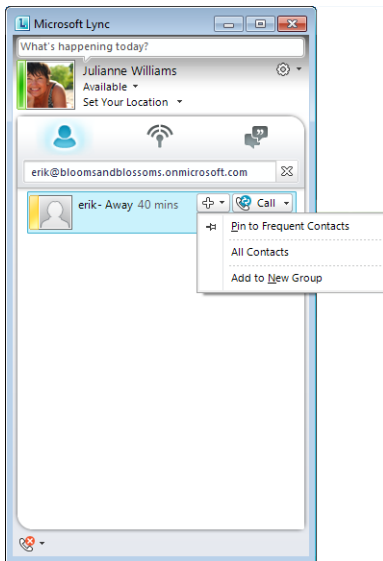 Microsoft Lync
What's happening today?
Julianne Williams
Available
Set Your Location
erik@bloomsandblossoms.onmicrosoft.com
erik- Away 40 mins
Call
Pin to Frequent Contacts
All Contacts
Add to New Group